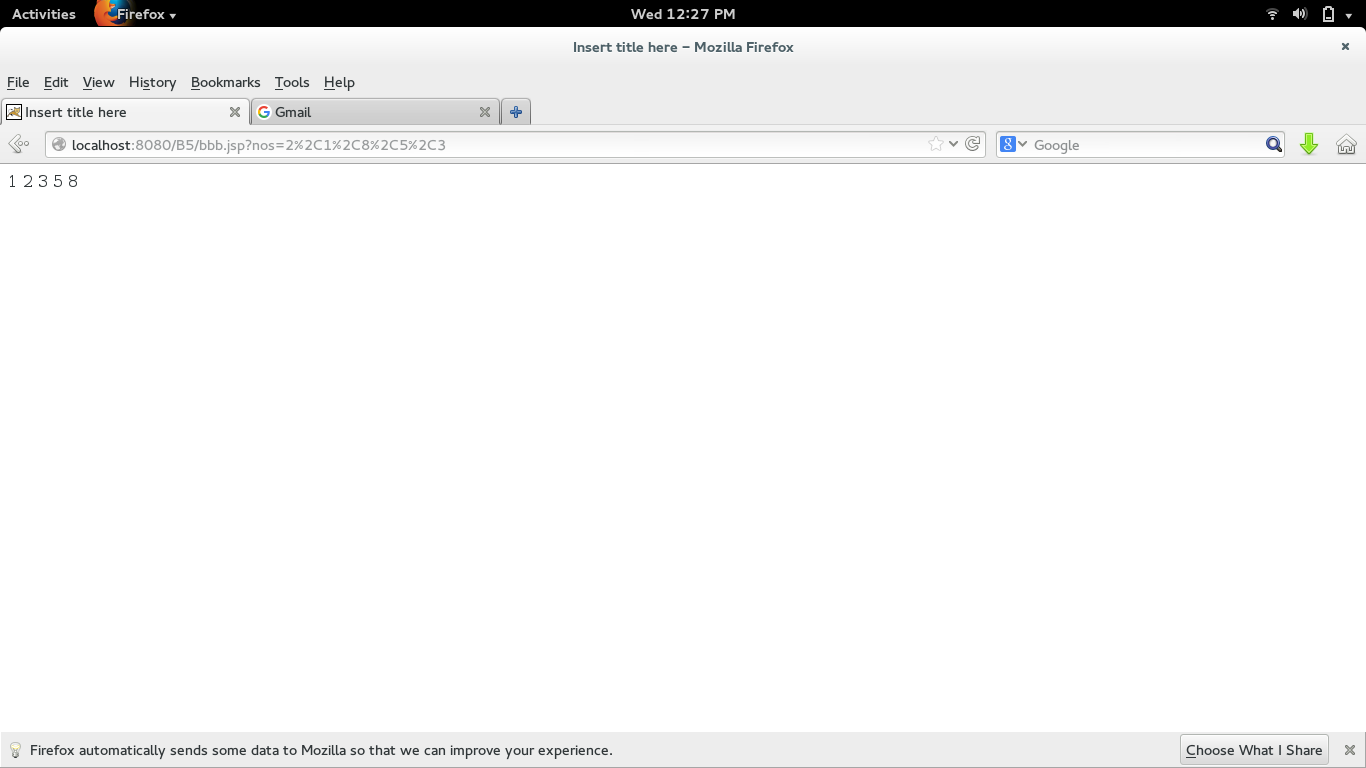 Activities Firefox Wed 12:27 PM
Insert title here – Mozilla Firefox
File Edit View History Bookmarks Tools Help
Insert title here Gmail
localhost:8080/B5/bbb.jsp?nos=2%2C1%2C8%2C5%2C3 8 Google
1 2 3 5 8
Firefox automatically sends some data to Mozilla so that we can improve your experience. Choose What I Share